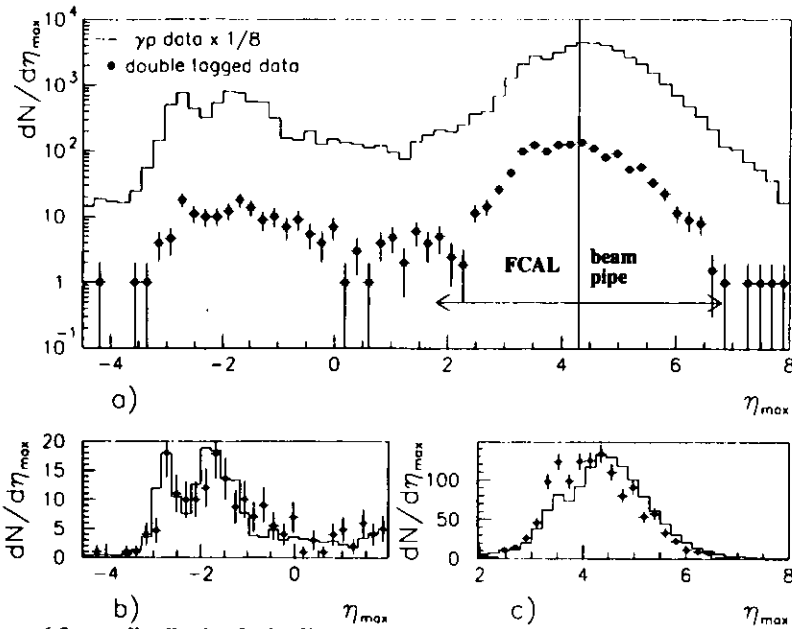 10⁴
γp data x 1/8
double tagged data
10³
10²
10
1
10⁻¹
dN/dη_max
FCAL
beam
pipe
−4 −2 0 2 4 6 8
a) η_max
20
15
10
5
0
dN/dη_max
−4 −2 0
b) η_max
100
50
0
dN/dη_max
2 4 6 8
c) η_max